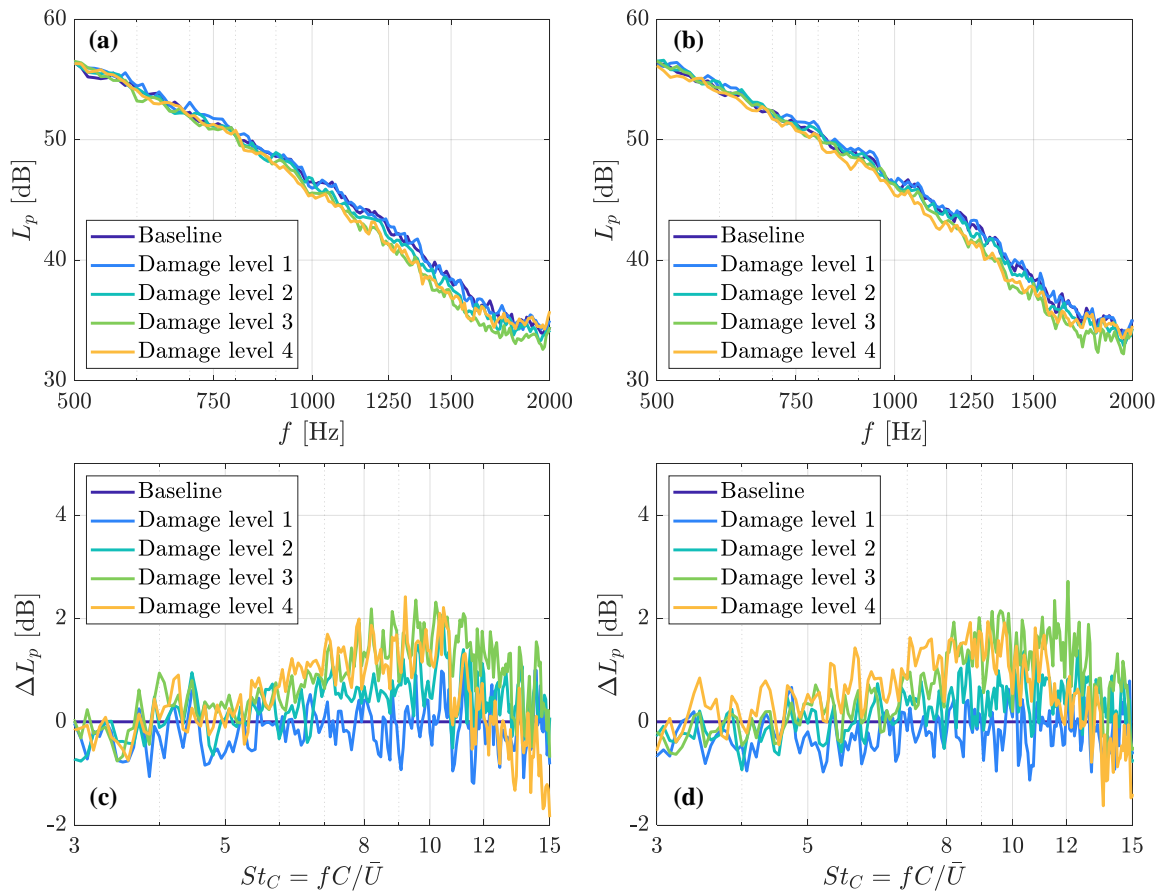 60
50
40
30
(a)
L_p [dB]
Baseline
Damage level 1
Damage level 2
Damage level 3
Damage level 4
500 750 1000 1250 1500 2000
f [Hz]
60
50
40
30
(b)
L_p [dB]
Baseline
Damage level 1
Damage level 2
Damage level 3
Damage level 4
500 750 1000 1250 1500 2000
f [Hz]
4
2
0
-2
ΔL_p [dB]
Baseline
Damage level 1
Damage level 2
Damage level 3
Damage level 4
(c)
3 5 8 10 12 15
St_C = fC/Ū
4
2
0
-2
ΔL_p [dB]
Baseline
Damage level 1
Damage level 2
Damage level 3
Damage level 4
(d)
3 5 8 10 12 15
St_C = fC/Ū